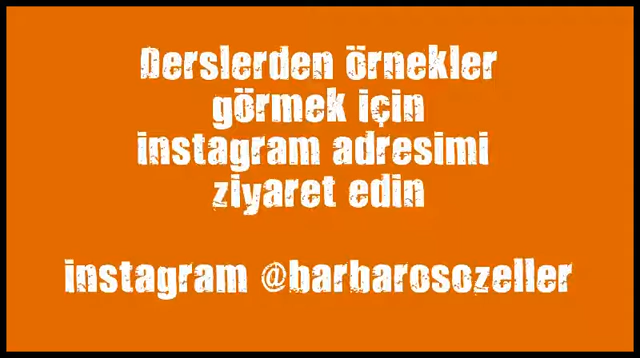 Derslerden örnekler
görmek için
instagram adresimi
ziyaret edin
instagram @barbarosozeller